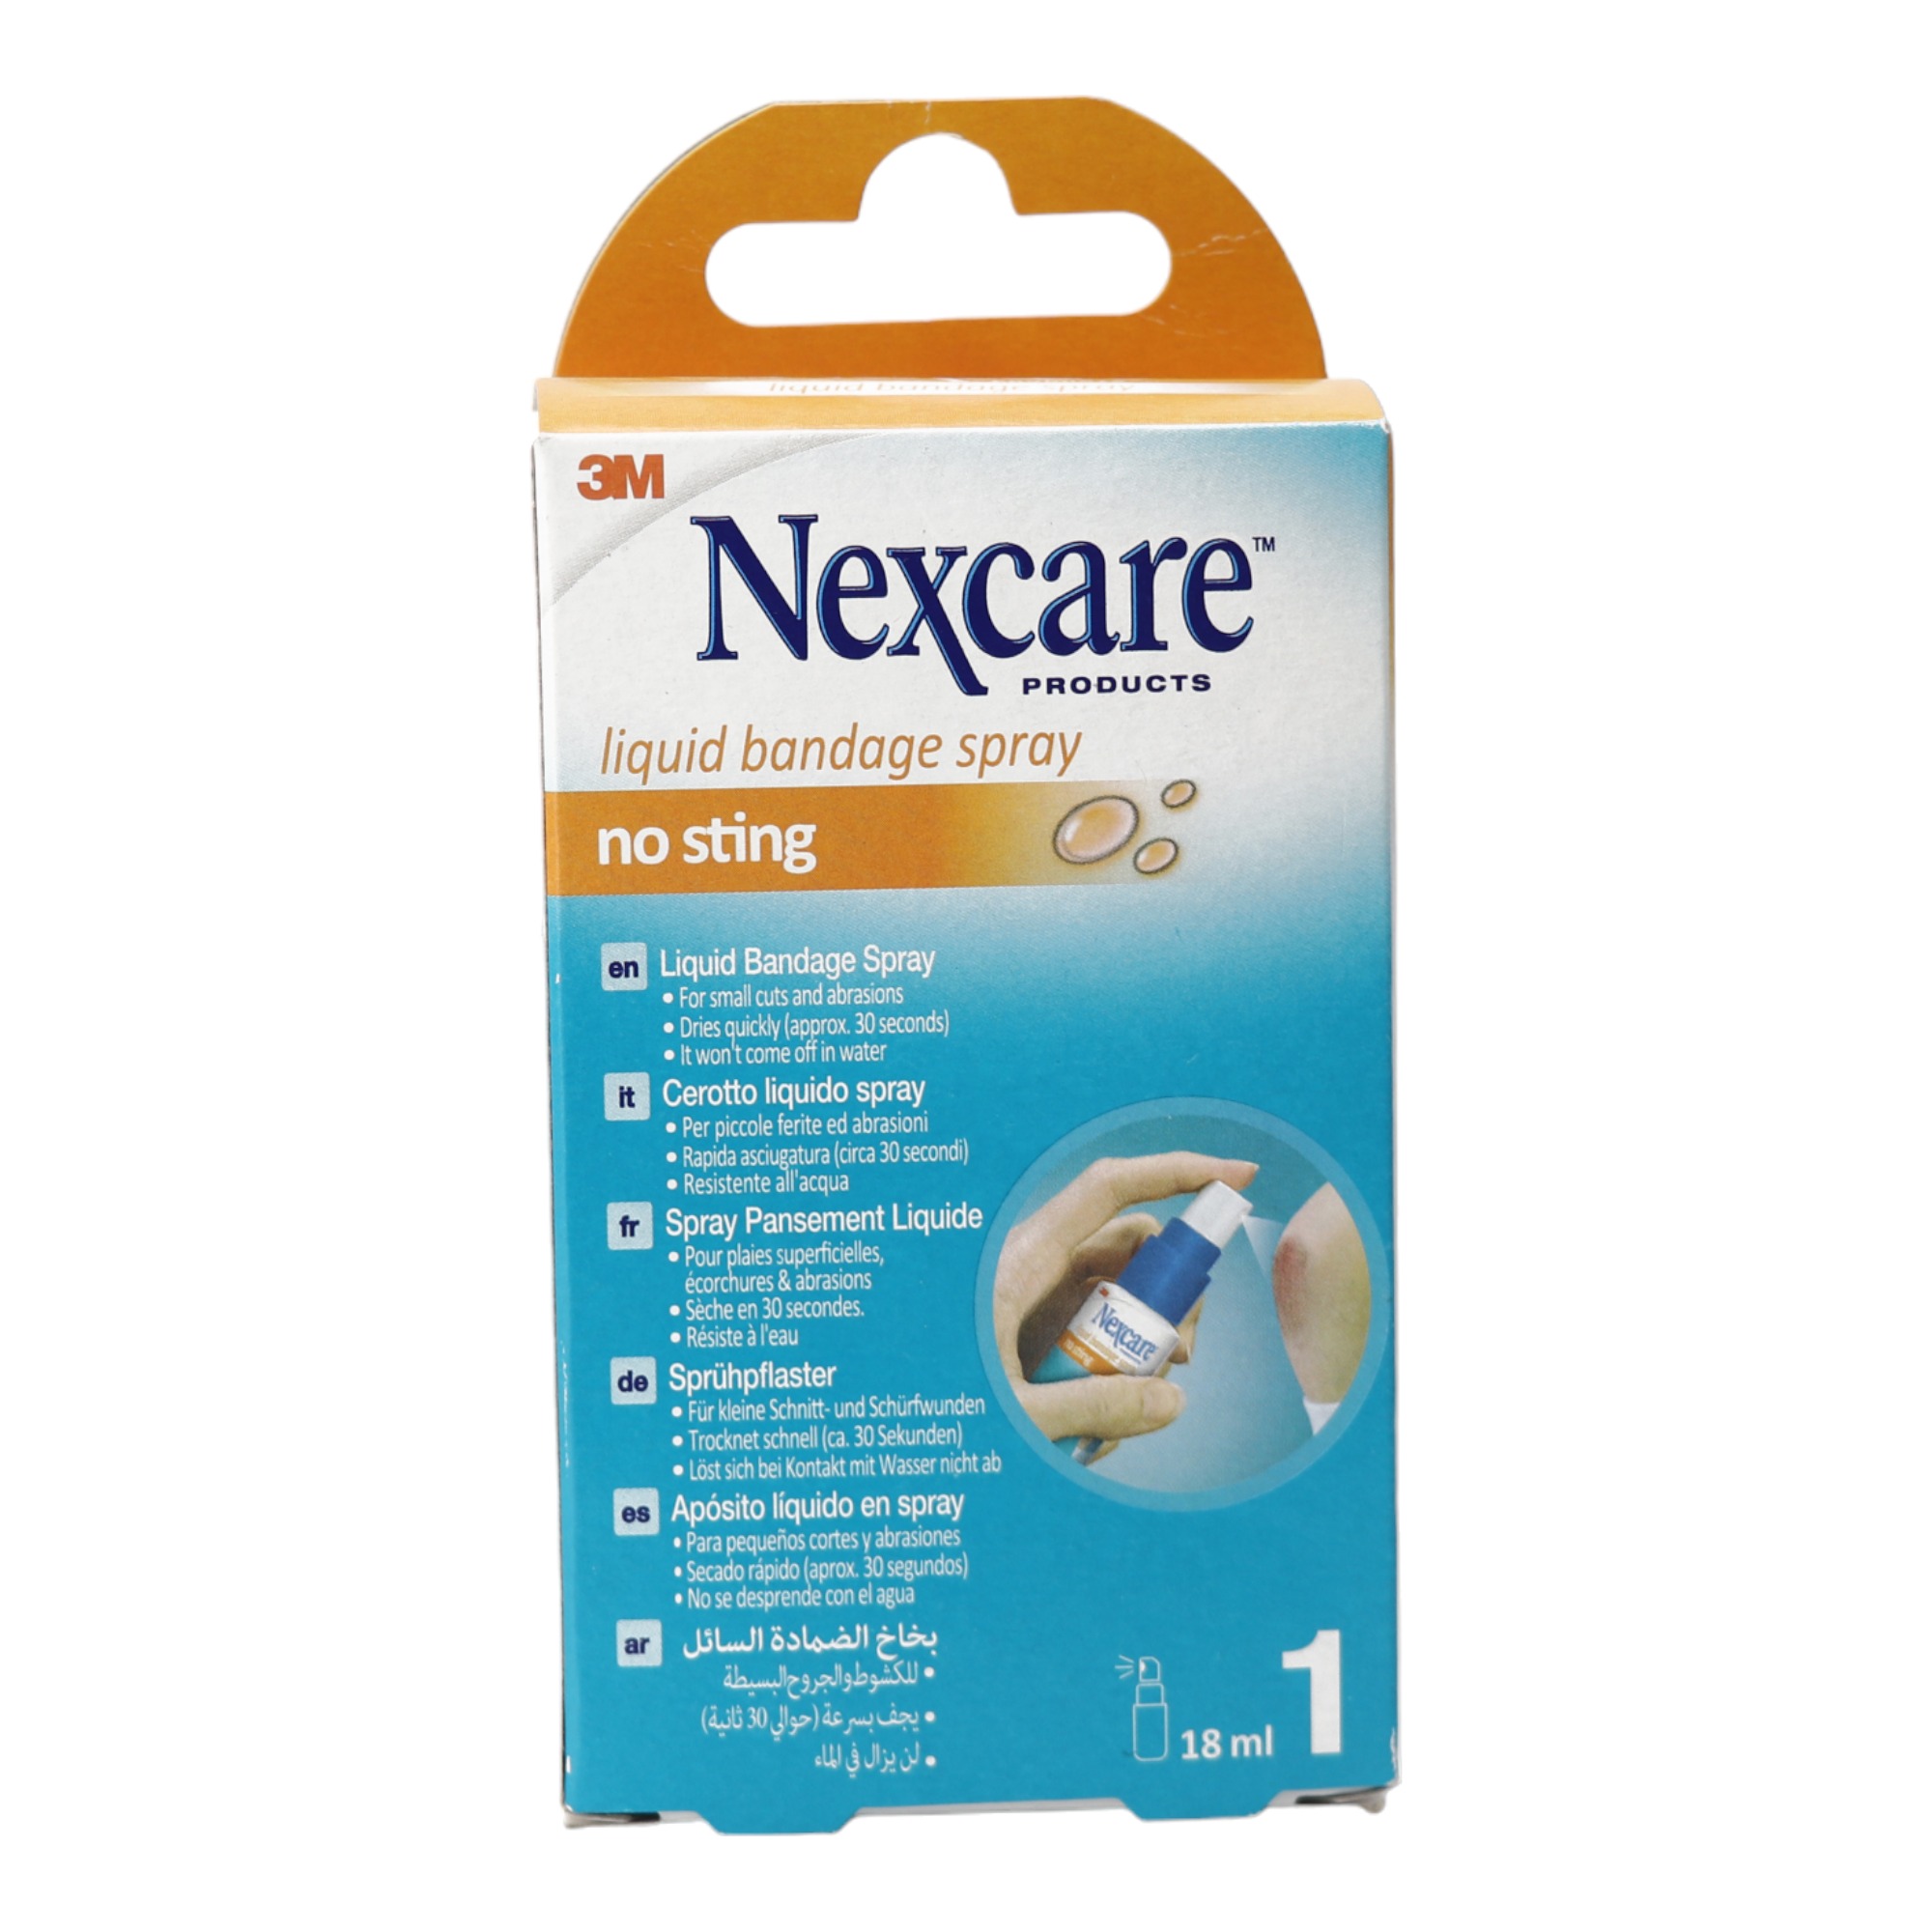 liquid bandage spray
3M
Nexcare™
PRODUCTS
liquid bandage spray
no sting
en Liquid Bandage Spray
• For small cuts and abrasions
• Dries quickly (approx. 30 seconds)
• It won't come off in water
it Cerotto liquido spray
• Per piccole ferite ed abrasioni
• Rapida asciugatura (circa 30 secondi)
• Resistente all'acqua
fr Spray Pansement Liquide
• Pour plaies superficielles,
écorchures & abrasions
• Sèche en 30 secondes.
• Résiste à l'eau
de Sprühpflaster
• Für kleine Schnitt- und Schürfwunden
• Trocknet schnell (ca. 30 Sekunden)
• Löst sich bei Kontakt mit Wasser nicht ab
es Apósito líquido en spray
• Para pequeños cortes y abrasiones
• Secado rápido (aprox. 30 segundos)
• No se desprende con el agua
ar بخاخ الضمادة السائل
• للكشوط والجروح البسيطة
• يجف بسرعة (حوالي 30 ثانية)
• لن يزال في الماء
Nexcare
no sting
18 ml
1